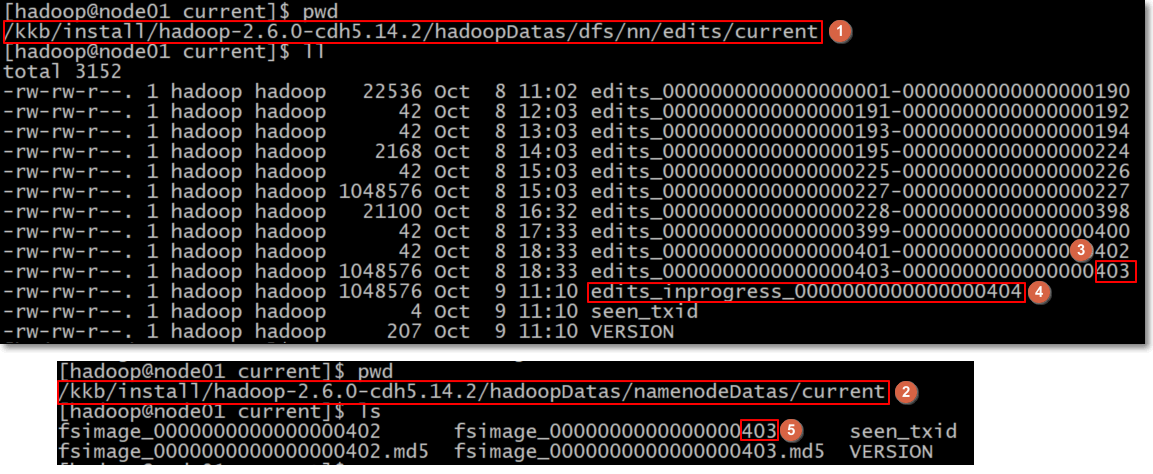 [hadoop@node01 current]$ pwd
/kkb/install/hadoop-2.6.0-cdh5.14.2/hadoopDatas/dfs/nn/edits/current 1
[hadoop@node01 current]$ ll
total 3152
-rw-rw-r--. 1 hadoop hadoop   22536 Oct  8 11:02 edits_0000000000000000001-0000000000000000190
-rw-rw-r--. 1 hadoop hadoop      42 Oct  8 12:03 edits_0000000000000000191-0000000000000000192
-rw-rw-r--. 1 hadoop hadoop      42 Oct  8 13:03 edits_0000000000000000193-0000000000000000194
-rw-rw-r--. 1 hadoop hadoop    2168 Oct  8 14:03 edits_0000000000000000195-0000000000000000224
-rw-rw-r--. 1 hadoop hadoop      42 Oct  8 15:03 edits_0000000000000000225-0000000000000000226
-rw-rw-r--. 1 hadoop hadoop 1048576 Oct  8 15:03 edits_0000000000000000227-0000000000000000227
-rw-rw-r--. 1 hadoop hadoop   21100 Oct  8 16:32 edits_0000000000000000228-0000000000000000398
-rw-rw-r--. 1 hadoop hadoop      42 Oct  8 17:33 edits_0000000000000000399-0000000000000000400
-rw-rw-r--. 1 hadoop hadoop      42 Oct  8 18:33 edits_0000000000000000401-0000000000000000402 3
-rw-rw-r--. 1 hadoop hadoop 1048576 Oct  8 18:33 edits_0000000000000000403-0000000000000000403
-rw-rw-r--. 1 hadoop hadoop 1048576 Oct  9 11:10 edits_inprogress_0000000000000000404 4
-rw-rw-r--. 1 hadoop hadoop       4 Oct  9 11:10 seen_txid
-rw-rw-r--. 1 hadoop hadoop     207 Oct  9 11:10 VERSION
[hadoop@node01 current]$ pwd
/kkb/install/hadoop-2.6.0-cdh5.14.2/hadoopDatas/namenodeDatas/current 2
[hadoop@node01 current]$ ls
fsimage_0000000000000000402      fsimage_0000000000000000403 5  seen_txid
fsimage_0000000000000000402.md5  fsimage_0000000000000000403.md5  VERSION